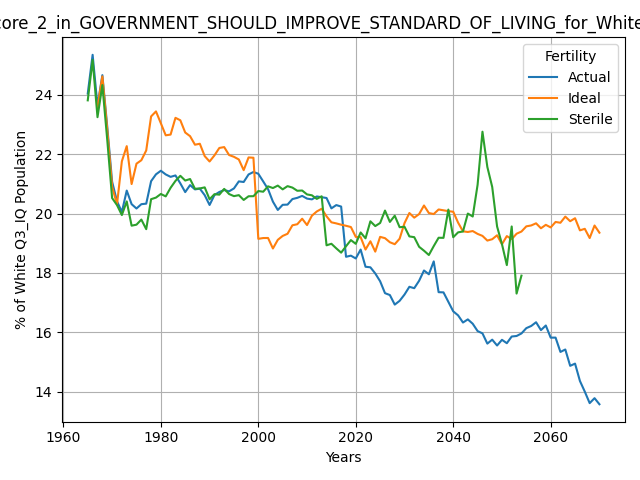 core_2_in_GOVERNMENT_SHOULD_IMPROVE_STANDARD_OF_LIVING_for_White
Fertility
Actual
Ideal
Sterile
% of White Q3_IQ Population
24
22
20
18
16
14
1960
1980
2000
2020
2040
2060
Years